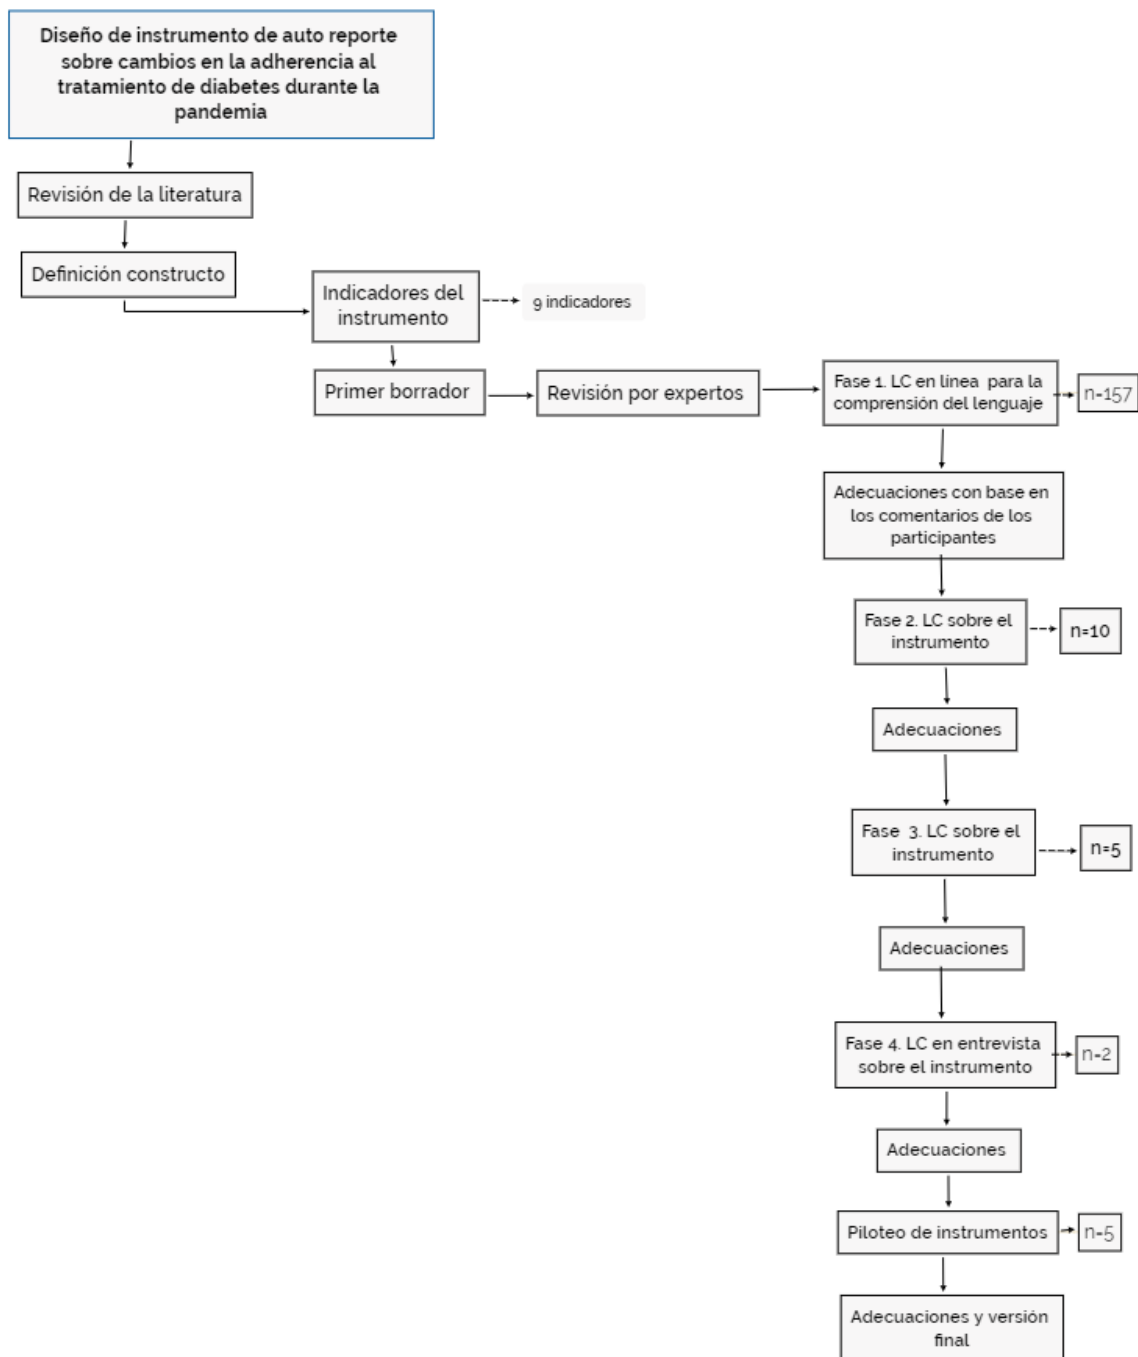 Diseño de instrumento de auto reporte
sobre cambios en la adherencia al
tratamiento de diabetes durante la
pandemia
Revisión de la literatura
Definición constructo
Indicadores del
instrumento
9 indicadores
Primer borrador
Revisión por expertos
Fase 1. LC en línea para la
comprensión del lenguaje
n=157
Adecuaciones con base en
los comentarios de los
participantes
Fase 2. LC sobre el
instrumento
n=10
Adecuaciones
Fase 3. LC sobre el
instrumento
n=5
Adecuaciones
Fase 4. LC en entrevista
sobre el instrumento
n=2
Adecuaciones
Piloteo de instrumentos
n=5
Adecuaciones y versión
final